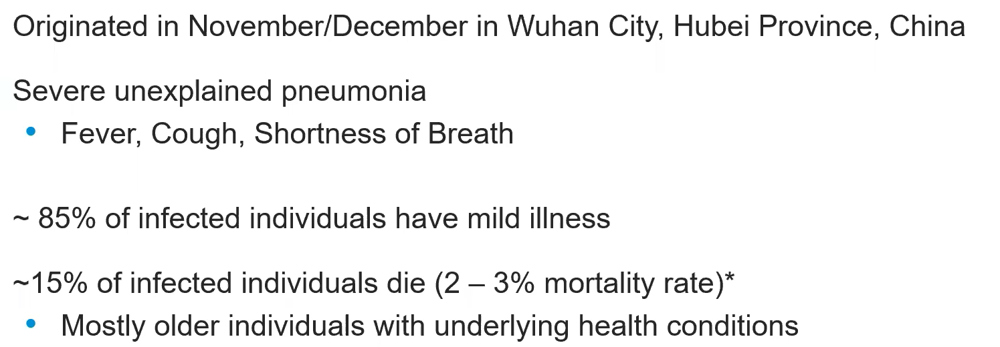 Originated in November/December in Wuhan City, Hubei Province, China
Severe unexplained pneumonia
• Fever, Cough, Shortness of Breath
~ 85% of infected individuals have mild illness
~15% of infected individuals die (2 – 3% mortality rate)*
• Mostly older individuals with underlying health conditions